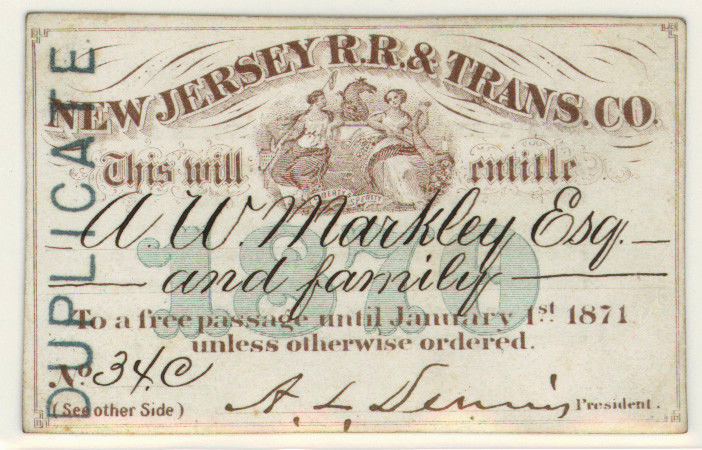 DUPLICATE.
NEW JERSEY R.R. & TRANS. CO.
This will entitle
A. W. Markley Esq.
and family
1870
To a free passage until January 1st 1871
unless otherwise ordered.
No. 34C
(See other Side) A. L. Dennis President.